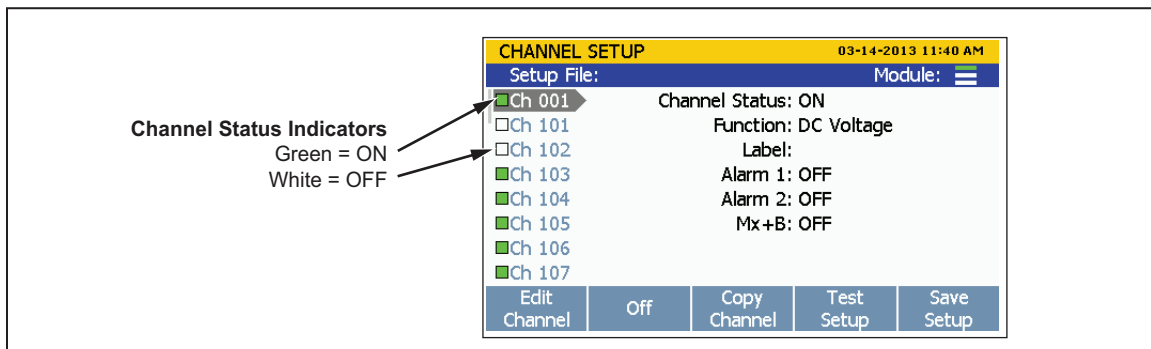 CHANNEL SETUP 03-14-2013 11:40 AM
Setup File: Module:
Channel Status Indicators
Green = ON
White = OFF
Ch 001 Channel Status: ON
Ch 101 Function: DC Voltage
Ch 102 Label:
Ch 103 Alarm 1: OFF
Ch 104 Alarm 2: OFF
Ch 105 Mx+B: OFF
Ch 106
Ch 107
Edit Channel Off Copy Channel Test Setup Save Setup